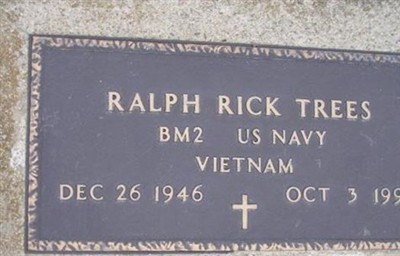 RALPH RICK TREES
BM2 US NAVY
VIETNAM
DEC 26 1946 OCT 3 199